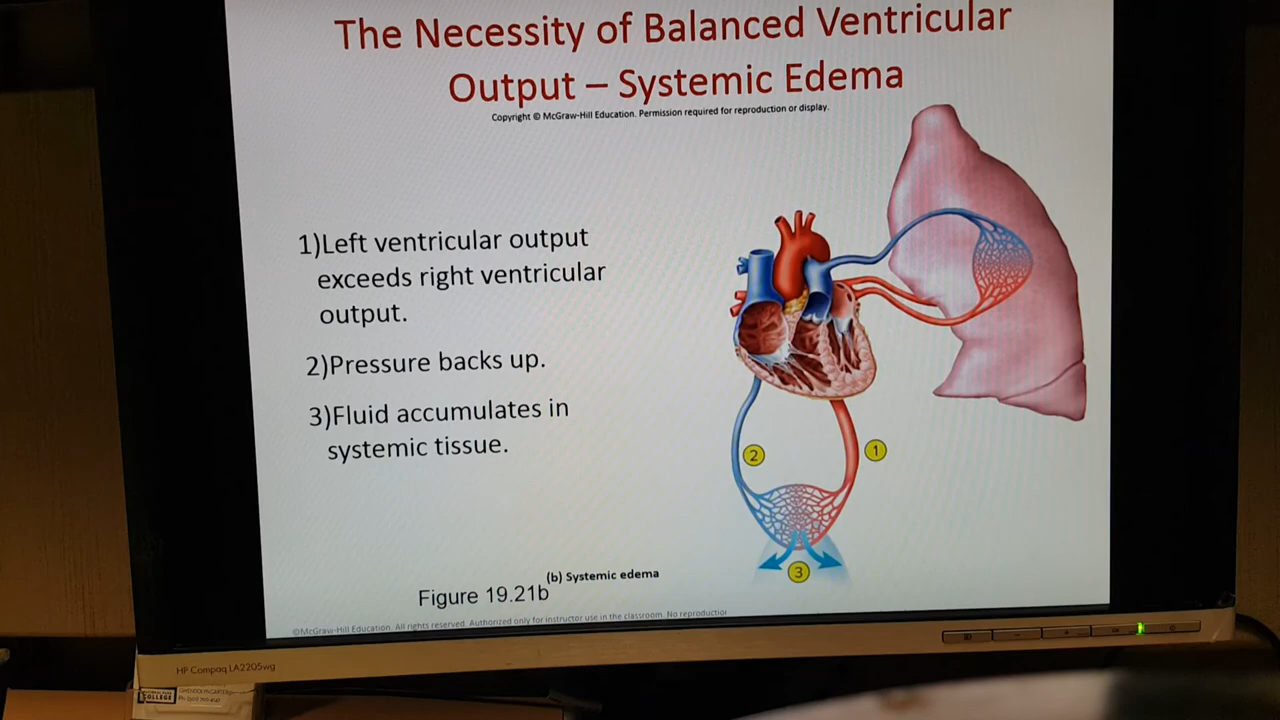 The Necessity of Balanced Ventricular
Output – Systemic Edema
Copyright © McGraw-Hill Education. Permission required for reproduction or display.
1)Left ventricular output
exceeds right ventricular
output.
2)Pressure backs up.
3)Fluid accumulates in
systemic tissue.
2
1
3
(b) Systemic edema
Figure 19.21b
©McGraw-Hill Education. All rights reserved. Authorized only for instructor use in the classroom. No reproduction
HP Compaq LA2205wg
COLLEGE